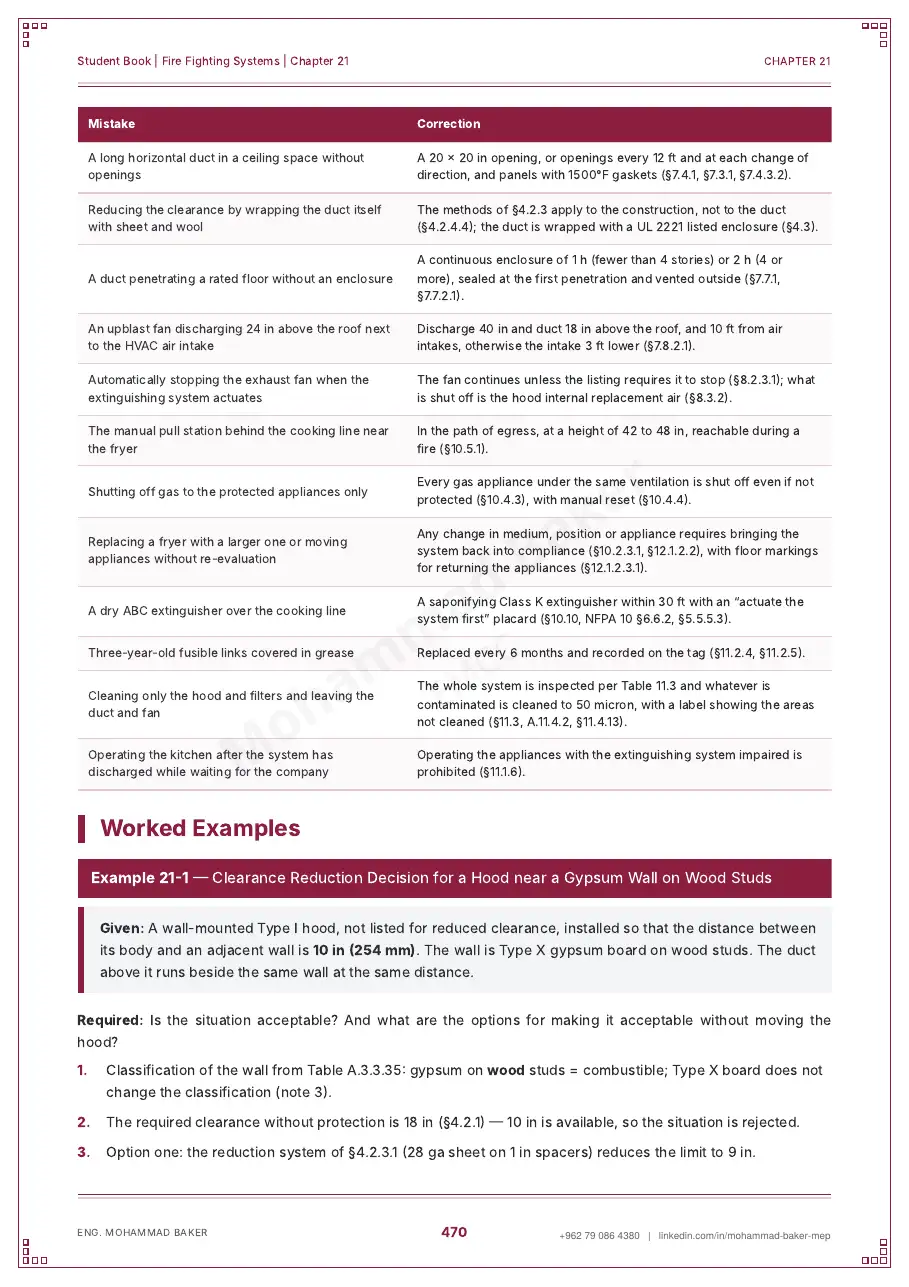 Student Book | Fire Fighting Systems | Chapter 21
CHAPTER 21
Mistake
Correction
A long horizontal duct in a ceiling space without
openings
A 20 × 20 in opening, or openings every 12 ft and at each change of
direction, and panels with 1500°F gaskets (§7.4.1, §7.3.1, §7.4.3.2).
Reducing the clearance by wrapping the duct itself
with sheet and wool
The methods of §4.2.3 apply to the construction, not to the duct
(§4.2.4.4); the duct is wrapped with a UL 2221 listed enclosure (§4.3).
A duct penetrating a rated floor without an enclosure
A continuous enclosure of 1 h (fewer than 4 stories) or 2 h (4 or
more), sealed at the first penetration and vented outside (§7.7.1,
§7.7.2.1).
An upblast fan discharging 24 in above the roof next
to the HVAC air intake
Discharge 40 in and duct 18 in above the roof, and 10 ft from air
intakes, otherwise the intake 3 ft lower (§7.8.2.1).
Automatically stopping the exhaust fan when the
extinguishing system actuates
The fan continues unless the listing requires it to stop (§8.2.3.1); what
is shut off is the hood internal replacement air (§8.3.2).
The manual pull station behind the cooking line near
the fryer
In the path of egress, at a height of 42 to 48 in, reachable during a
fire (§10.5.1).
Shutting off gas to the protected appliances only
Every gas appliance under the same ventilation is shut off even if not
protected (§10.4.3), with manual reset (§10.4.4).
Replacing a fryer with a larger one or moving
appliances without re-evaluation
Any change in medium, position or appliance requires bringing the
system back into compliance (§10.2.3.1, §12.1.2.2), with floor markings
for returning the appliances (§12.1.2.3.1).
A dry ABC extinguisher over the cooking line
A saponifying Class K extinguisher within 30 ft with an “actuate the
system first” placard (§10.10, NFPA 10 §6.6.2, §5.5.5.3).
Three-year-old fusible links covered in grease
Replaced every 6 months and recorded on the tag (§11.2.4, §11.2.5).
Cleaning only the hood and filters and leaving the
duct and fan
The whole system is inspected per Table 11.3 and whatever is
contaminated is cleaned to 50 micron, with a label showing the areas
not cleaned (§11.3, A.11.4.2, §11.4.13).
Operating the kitchen after the system has
discharged while waiting for the company
Operating the appliances with the extinguishing system impaired is
prohibited (§11.1.6).
Worked Examples
Example 21-1 — Clearance Reduction Decision for a Hood near a Gypsum Wall on Wood Studs
Given: A wall-mounted Type I hood, not listed for reduced clearance, installed so that the distance between
its body and an adjacent wall is 10 in (254 mm). The wall is Type X gypsum board on wood studs. The duct
above it runs beside the same wall at the same distance.
Required: Is the situation acceptable? And what are the options for making it acceptable without moving the
hood?
1. Classification of the wall from Table A.3.3.35: gypsum on wood studs = combustible; Type X board does not
change the classification (note 3).
2. The required clearance without protection is 18 in (§4.2.1) — 10 in is available, so the situation is rejected.
3. Option one: the reduction system of §4.2.3.1 (28 ga sheet on 1 in spacers) reduces the limit to 9 in.
ENG. MOHAMMAD BAKER
470
+962 79 086 4380 | linkedin.com/in/mohammad-baker-mep